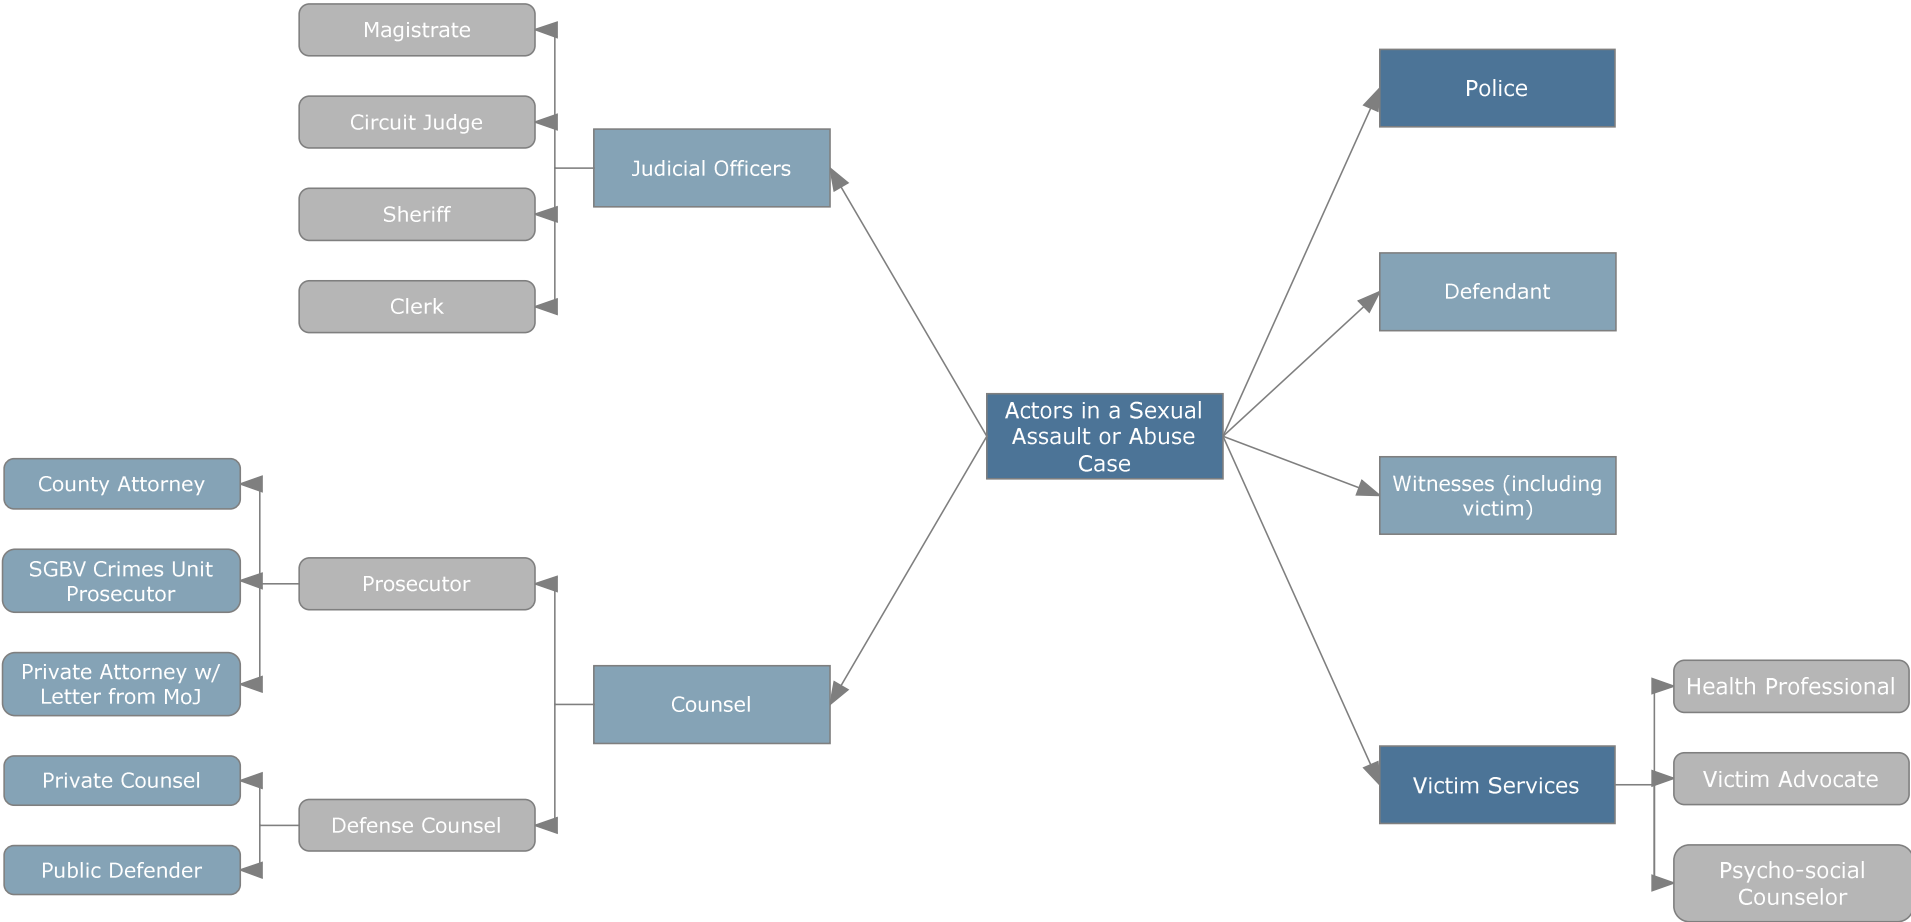 Magistrate
Circuit Judge
Sheriff
Clerk
Judicial Officers
County Attorney
SGBV Crimes Unit
Prosecutor
Private Attorney w/
Letter from MoJ
Private Counsel
Public Defender
Prosecutor
Defense Counsel
Counsel
Actors in a Sexual
Assault or Abuse
Case
Police
Defendant
Witnesses (including
victim)
Victim Services
Health Professional
Victim Advocate
Psycho-social
Counselor